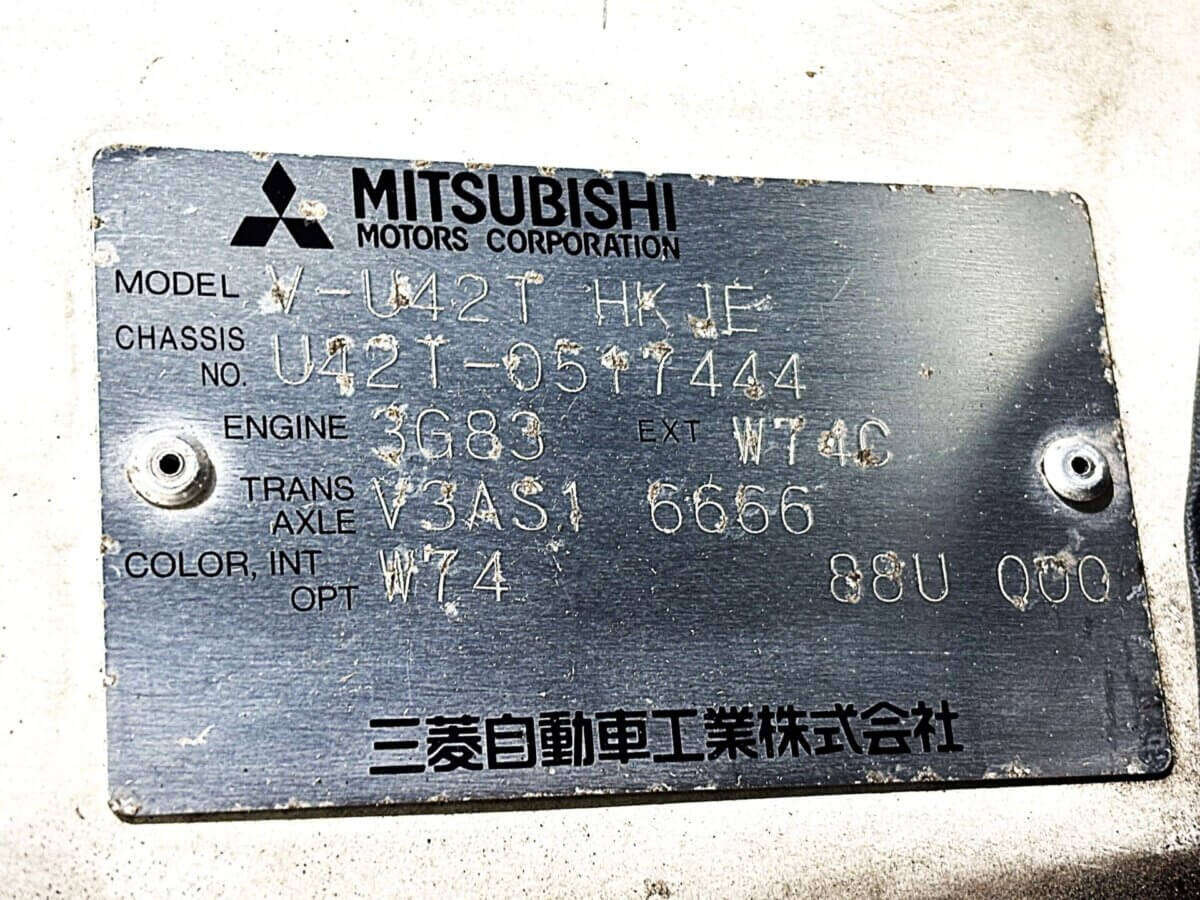 MITSUBISHI
MOTORS CORPORATION
MODEL V-U42T HKJE
CHASSIS NO. U42T-0517444
ENGINE 3G83 EXT W74C
TRANS AXLE V3AS1 6666
COLOR, INT OPT W74 88U 000
三菱自動車工業株式会社